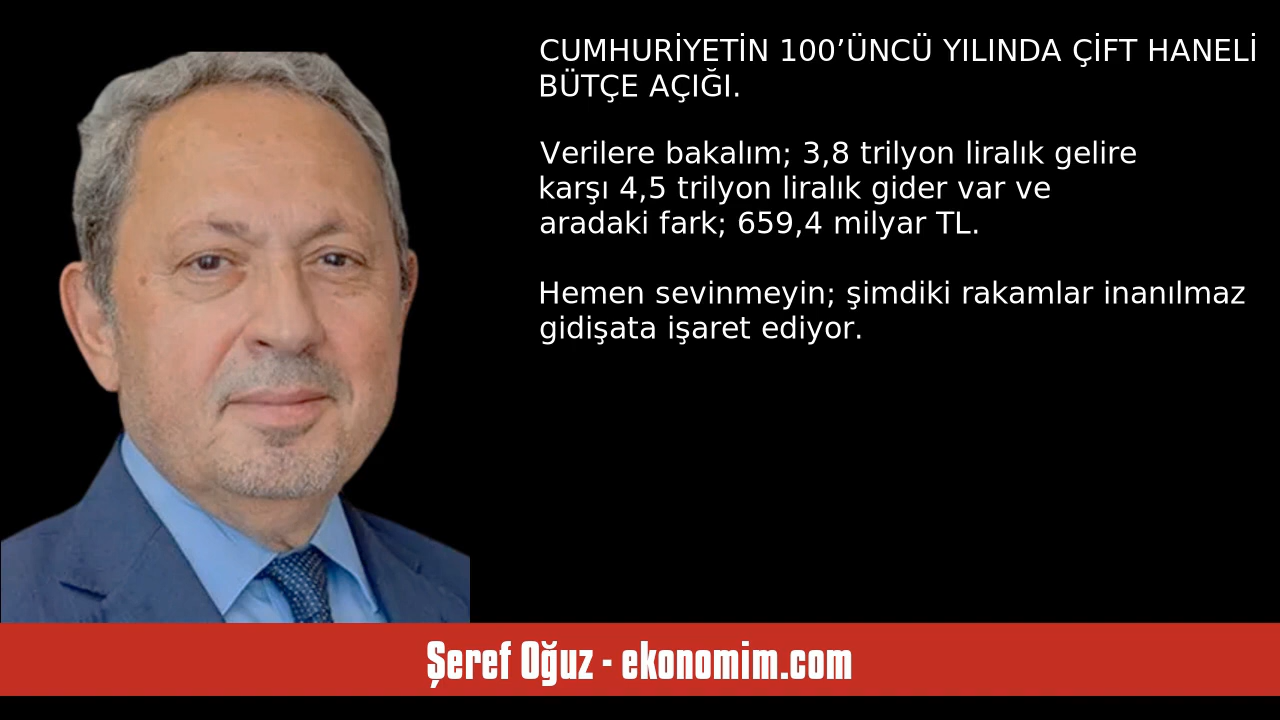 CUMHURİYETİN 100’ÜNCÜ YILINDA ÇİFT HANELİ
BÜTÇE AÇIĞI.
Verilere bakalım; 3,8 trilyon liralık gelire
karşı 4,5 trilyon liralık gider var ve
aradaki fark; 659,4 milyar TL.
Hemen sevinmeyin; şimdiki rakamlar inanılmaz
gidişata işaret ediyor.
Şeref Oğuz - ekonomim.com